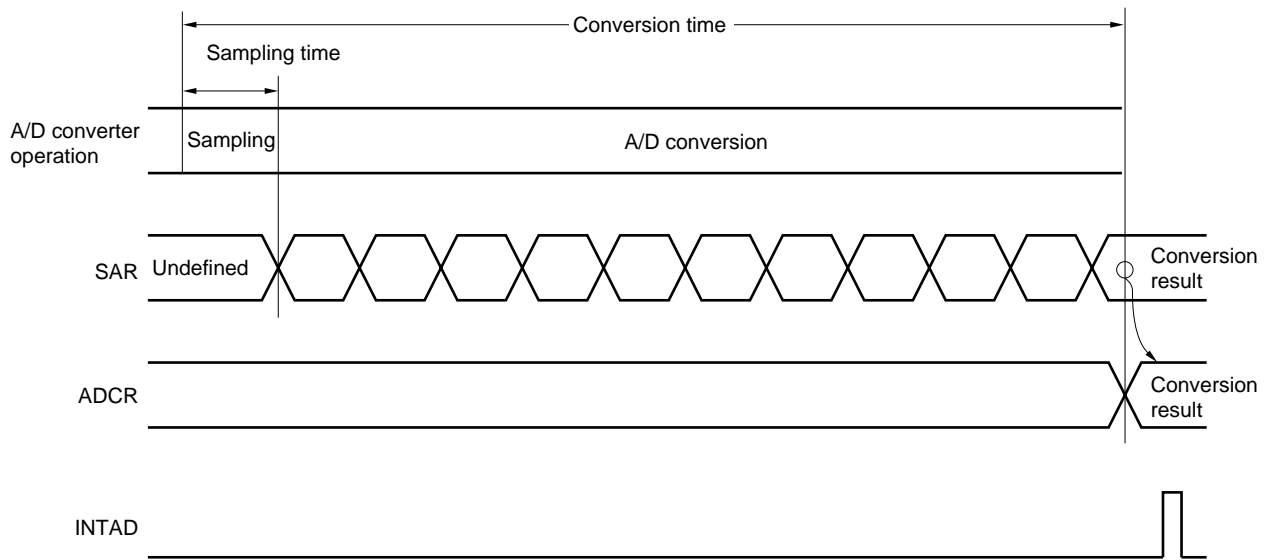 Conversion time
Sampling time
A/D converter
operation
Sampling
A/D conversion
SAR
Undefined
Conversion
result
ADCR
Conversion
result
INTAD